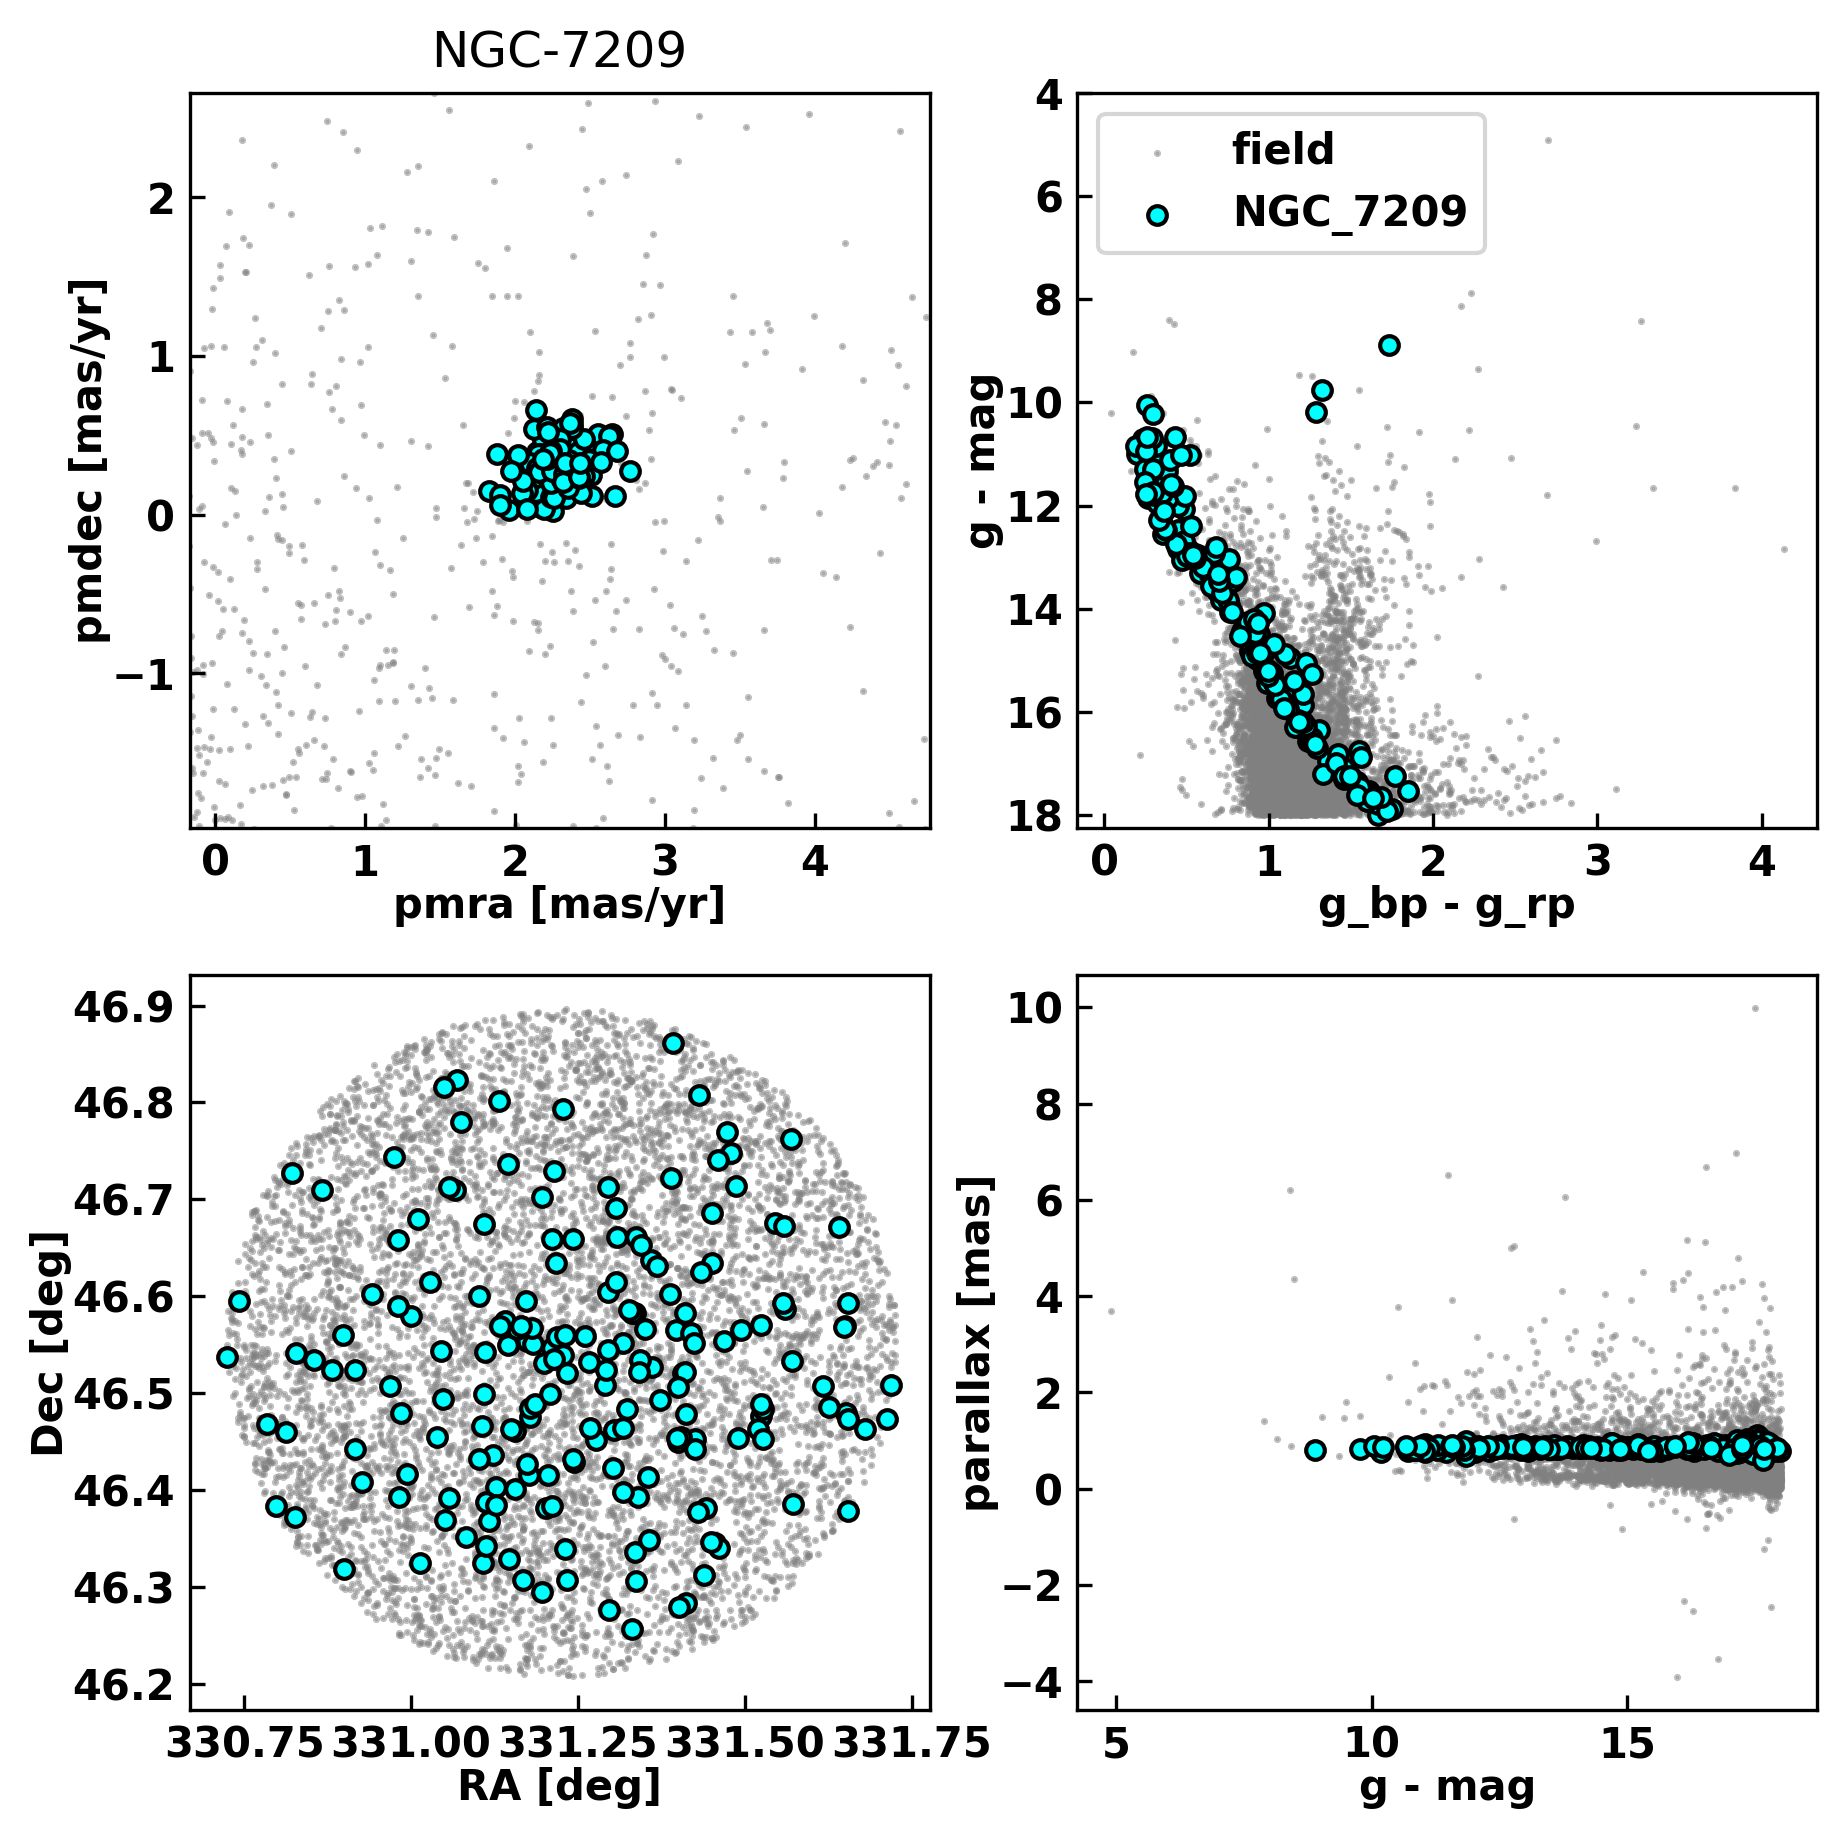 NGC-7209
2
1
0
−1
pmdec [mas/yr]
0 1 2 3 4
pmra [mas/yr]
4
6
8
10
12
14
16
18
g - mag
field
NGC_7209
0 1 2 3 4
g_bp - g_rp
46.9
46.8
46.7
46.6
46.5
46.4
46.3
46.2
Dec [deg]
330.75 331.00 331.25 331.50 331.75
RA [deg]
10
8
6
4
2
0
−2
−4
parallax [mas]
5 10 15
g - mag